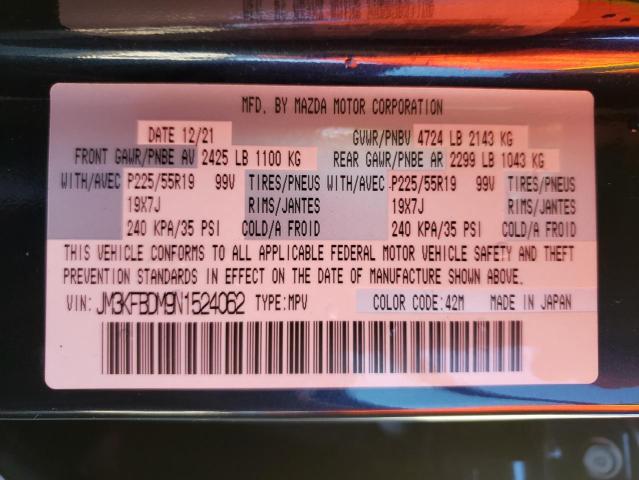 MFD. BY MAZDA MOTOR CORPORATION
DATE 12/21 GVWR/PNBV 4724 LB 2143 KG
FRONT GAWR/PNBE AV 2425 LB 1100 KG REAR GAWR/PNBE AR 2299 LB 1043 KG
WITH/AVEC P225/55R19 99V TIRES/PNEUS WITH/AVEC P225/55R19 99V TIRES/PNEUS
19X7J RIMS/JANTES 19X7J RIMS/JANTES
240 KPA/35 PSI COLD/A FROID 240 KPA/35 PSI COLD/A FROID
THIS VEHICLE CONFORMS TO ALL APPLICABLE FEDERAL MOTOR VEHICLE SAFETY AND THEFT
PREVENTION STANDARDS IN EFFECT ON THE DATE OF MANUFACTURE SHOWN ABOVE.
VIN: JM3KFBDM9N1524062 TYPE:MPV COLOR CODE:42M MADE IN JAPAN